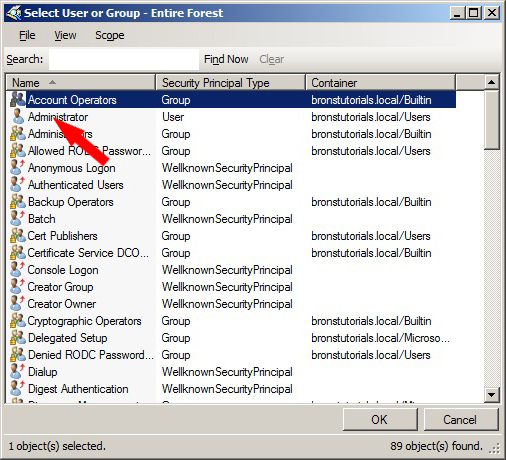 Select User or Group - Entire Forest
File View Scope
Search: Find Now Clear
Name Security Principal Type Container
Account Operators Group bronstutorials.local/Builtin
Administrator User bronstutorials.local/Users
Administrators Group bronstutorials.local/Builtin
Allowed RODC Passwor... Group bronstutorials.local/Users
Anonymous Logon WellknownSecurityPrincipal
Authenticated Users WellknownSecurityPrincipal
Backup Operators Group bronstutorials.local/Builtin
Batch WellknownSecurityPrincipal
Cert Publishers Group bronstutorials.local/Users
Certificate Service DCO... Group bronstutorials.local/Builtin
Console Logon WellknownSecurityPrincipal
Creator Group WellknownSecurityPrincipal
Creator Owner WellknownSecurityPrincipal
Cryptographic Operators Group bronstutorials.local/Builtin
Delegated Setup Group bronstutorials.local/Microso...
Denied RODC Password... Group bronstutorials.local/Users
Dialup WellknownSecurityPrincipal
Digest Authentication WellknownSecurityPrincipal
OK Cancel
1 object(s) selected. 89 object(s) found.